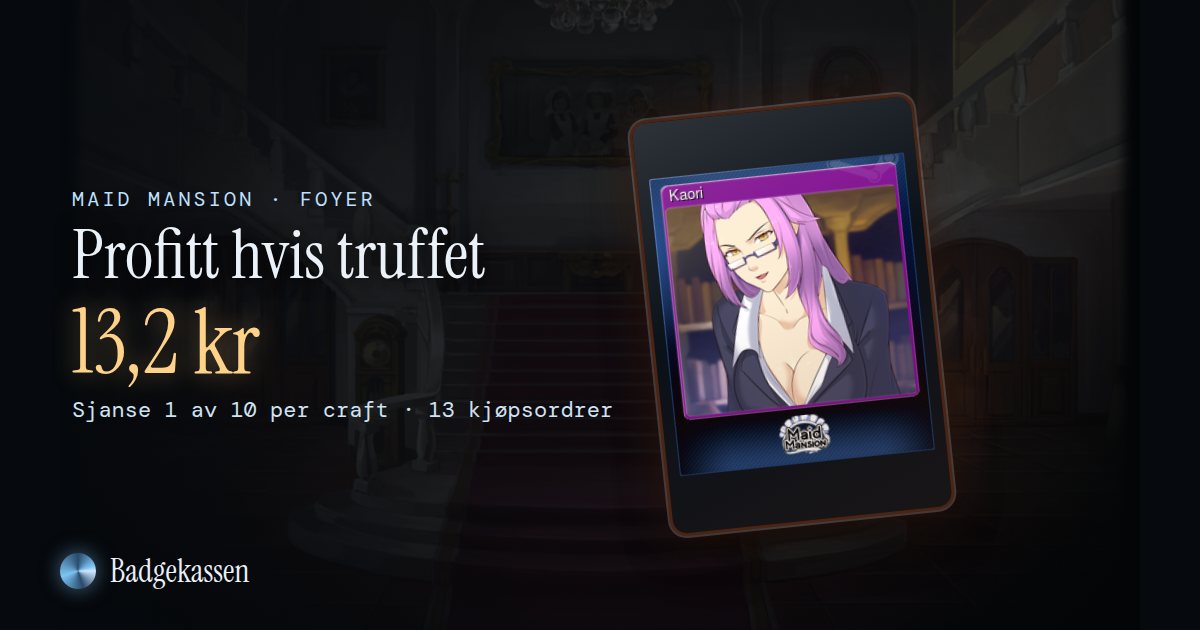 MAID MANSION · FOYER
Profitt hvis truffet
13,2 kr
Sjanse 1 av 10 per craft · 13 kjøpsordrer
Kaori
Maid
Mansion
Badgekassen